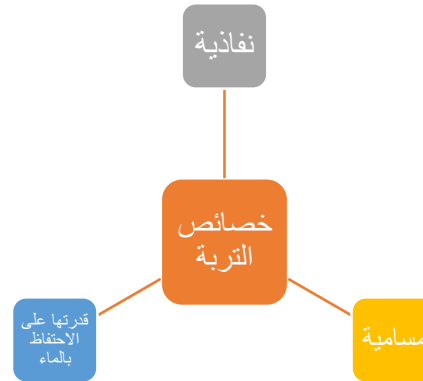 نفاذية
خصائص
التربة
قدرتها على
الاحتفاظ
بالماء
مسامية